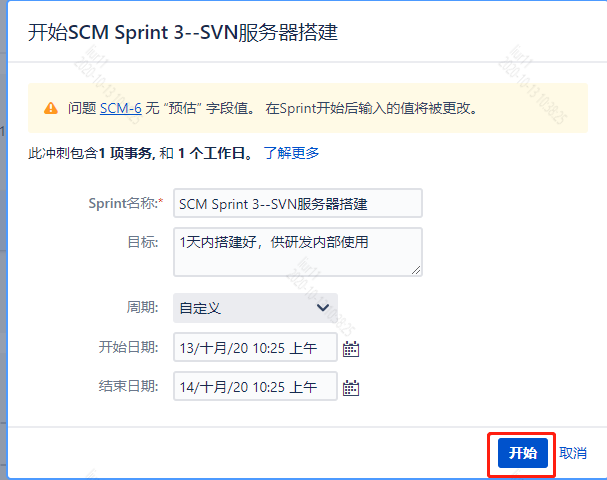 开始SCM Sprint 3--SVN服务器搭建
问题 SCM-6 无 “预估” 字段值。 在Sprint开始后输入的值将被更改。
此冲刺包含1 项事务, 和 1 个工作日。 了解更多
Sprint名称:* SCM Sprint 3--SVN服务器搭建
目标: 1天内搭建好，供研发内部使用
周期: 自定义
开始日期: 13/十月/20 10:25 上午
结束日期: 14/十月/20 10:25 上午
开始 取消